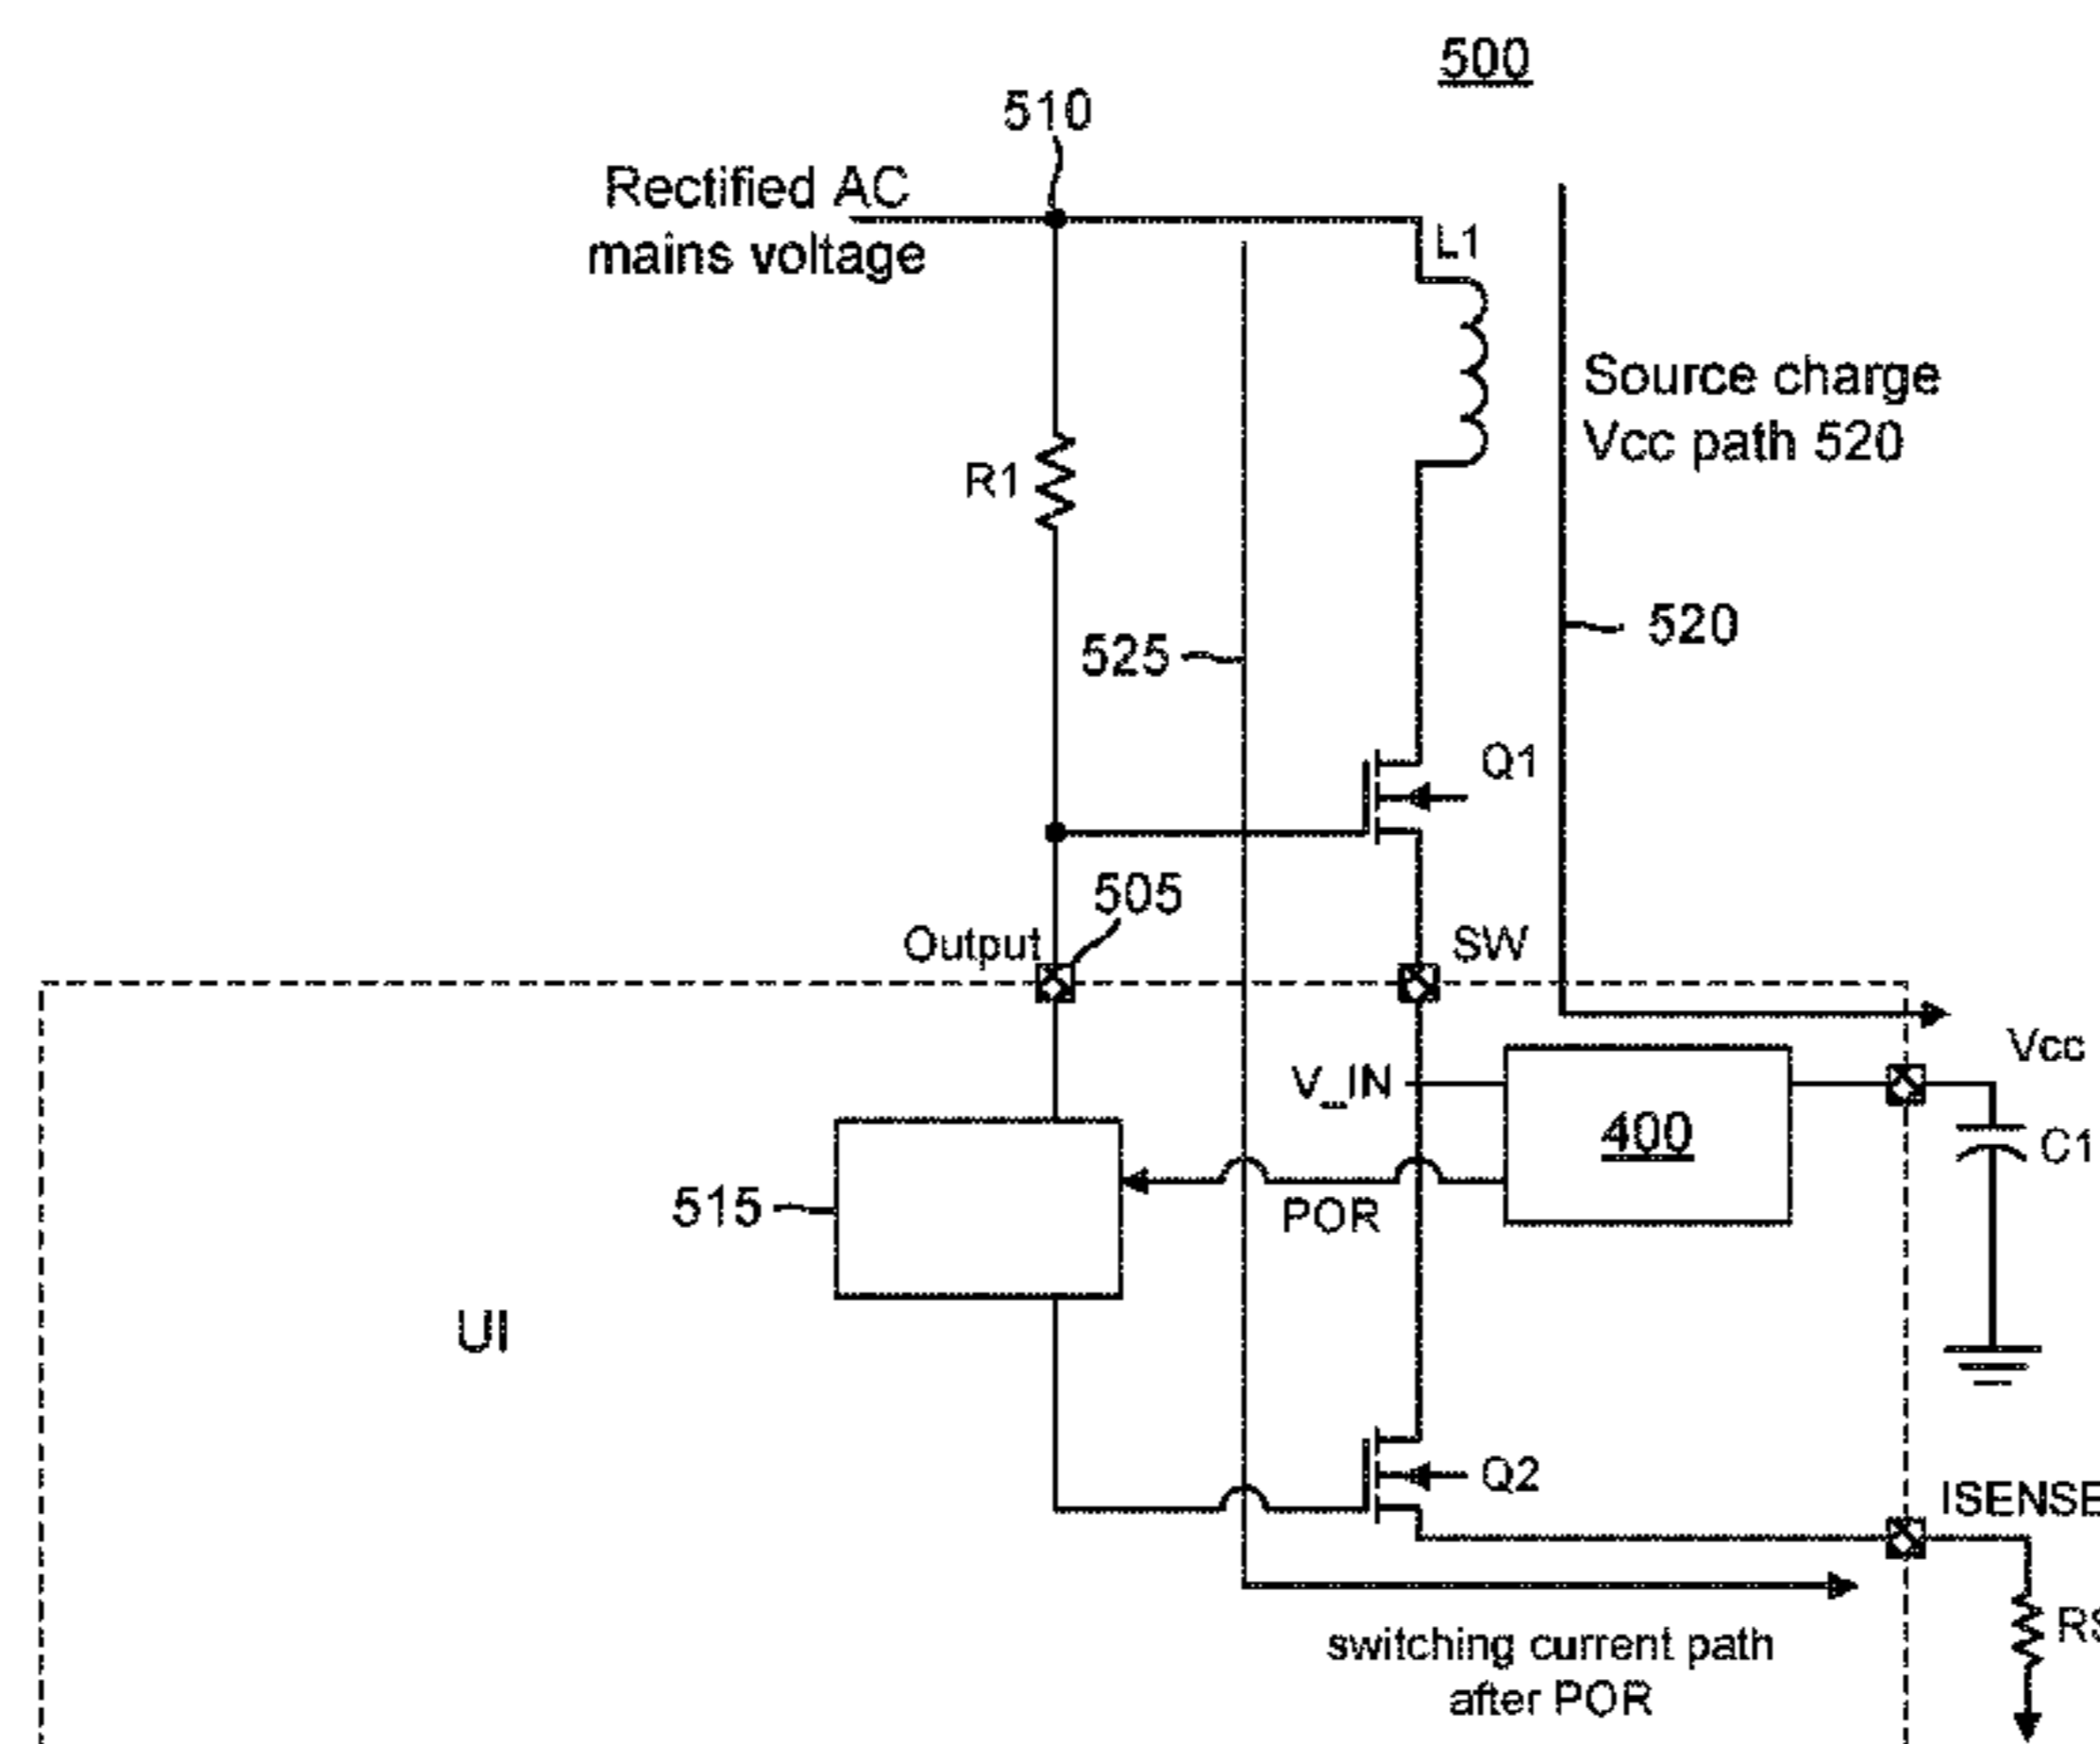 500
510
Rectified AC
mains voltage
L1
Source charge
Vcc path 520
R1
520
525
Q1
505
Output
SW
Vcc
V_IN
400
C1
515
POR
UI
Q2
ISENSE
switching current path
after POR